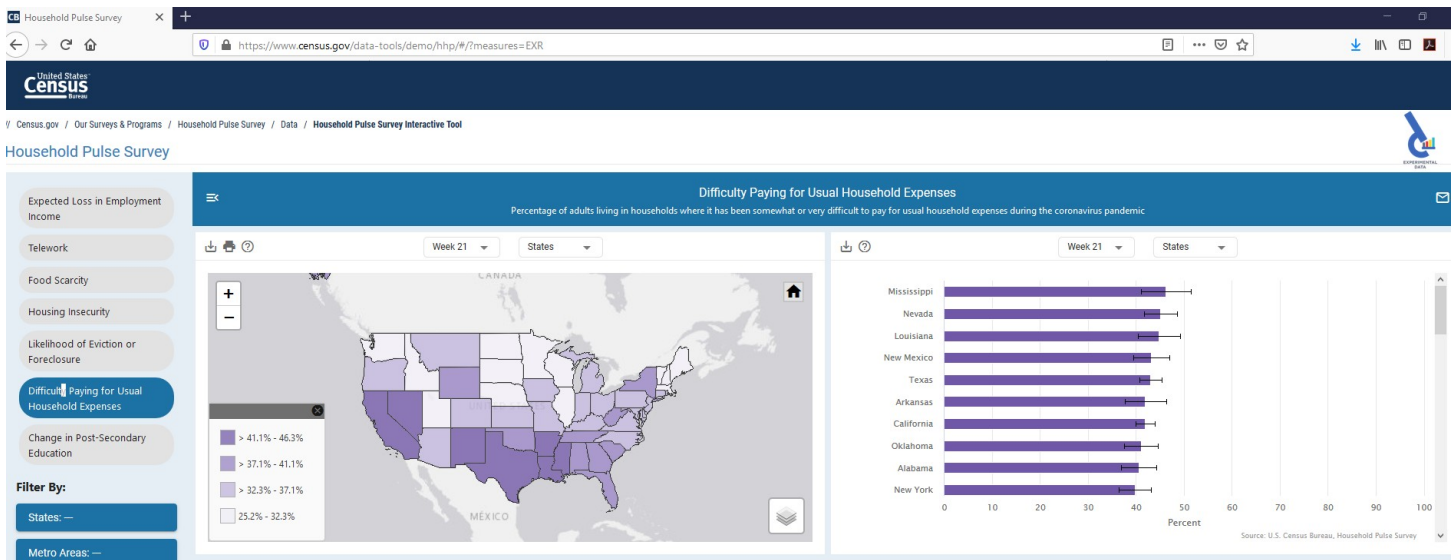 CB Household Pulse Survey
https://www.census.gov/data-tools/demo/hhp/#/?measures=EXR
United States
Census
Bureau
// Census.gov / Our Surveys & Programs / Household Pulse Survey / Data / Household Pulse Survey Interactive Tool
Household Pulse Survey
EXPERIMENTAL
DATA
Expected Loss in Employment
Income
Telework
Food Scarcity
Housing Insecurity
Likelihood of Eviction or
Foreclosure
Difficulty Paying for Usual
Household Expenses
Change in Post-Secondary
Education
Filter By:
States: —
Metro Areas: —
Difficulty Paying for Usual Household Expenses
Percentage of adults living in households where it has been somewhat or very difficult to pay for usual household expenses during the coronavirus pandemic
Week 21
States
CANADA
UNITED STATES
MÉXICO
+
−
> 41.1% - 46.3%
> 37.1% - 41.1%
> 32.3% - 37.1%
25.2% - 32.3%
Week 21
States
Mississippi
Nevada
Louisiana
New Mexico
Texas
Arkansas
California
Oklahoma
Alabama
New York
0 10 20 30 40 50 60 70 80 90 100
Percent
Source: U.S. Census Bureau, Household Pulse Survey